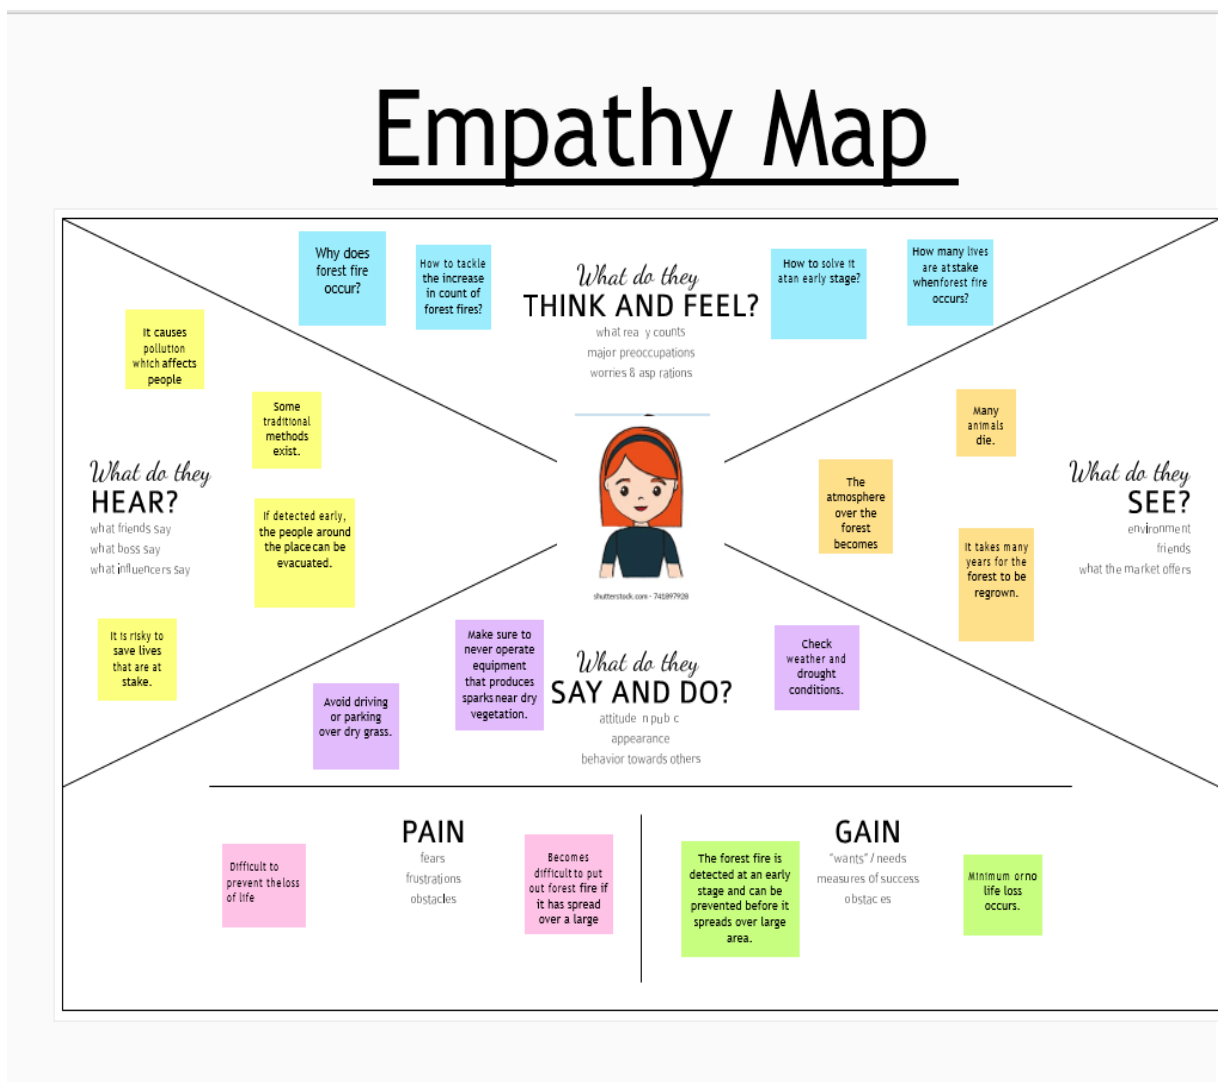 Empathy Map
Why does
forest fire
occur?
How to tackle
the increase
in count of
forest fires?
What do they
THINK AND FEEL?
what rea y counts
major preoccupations
worries & asp rations
How to solve it
atan early stage?
How many lives
are atstake
whenforest fire
occurs?
It causes
pollution
which affects
people
Some
traditional
methods
exist.
What do they
HEAR?
what friends say
what boss say
what influencers say
If detected early,
the people around
the place can be
evacuated.
It is risky to
save lives
that are at
stake.
shutterstock.com • 741897928
Many
animals
die.
The
atmosphere
over the
forest
becomes
What do they
SEE?
environment
friends
what the market offers
It takes many
years for the
forest to be
regrown.
Avoid driving
or parking
over dry grass.
Make sure to
never operate
equipment
that produces
sparks near dry
vegetation.
What do they
SAY AND DO?
attitude n pub c
appearance
behavior towards others
Check
weather and
drought
conditions.
PAIN
fears
frustrations
obstacles
Difficult to
prevent theloss
of life
Becomes
difficult to put
out forest fire if
it has spread
over a large
GAIN
"wants" / needs
measures of success
obstac es
The forest fire is
detected at an early
stage and can be
prevented before it
spreads over large
area.
Minimum orno
life loss
occurs.